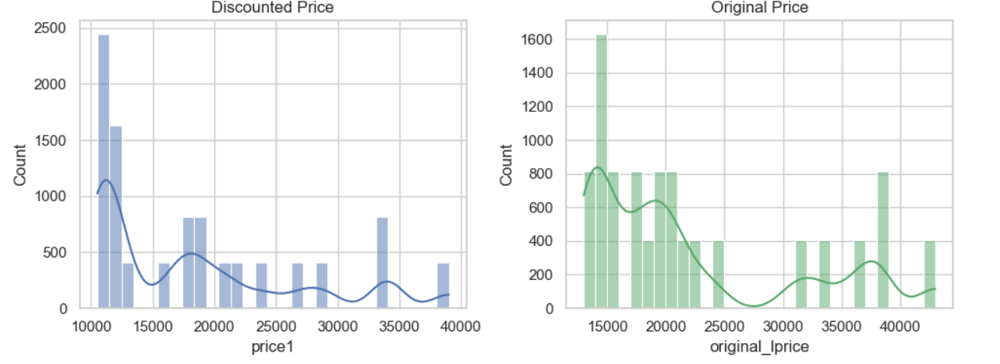 Discounted Price
2500
2000
1500
1000
500
0
Count
10000 15000 20000 25000 30000 35000 40000
price1
Original Price
1600
1400
1200
1000
800
600
400
200
0
Count
15000 20000 25000 30000 35000 40000
original_lprice